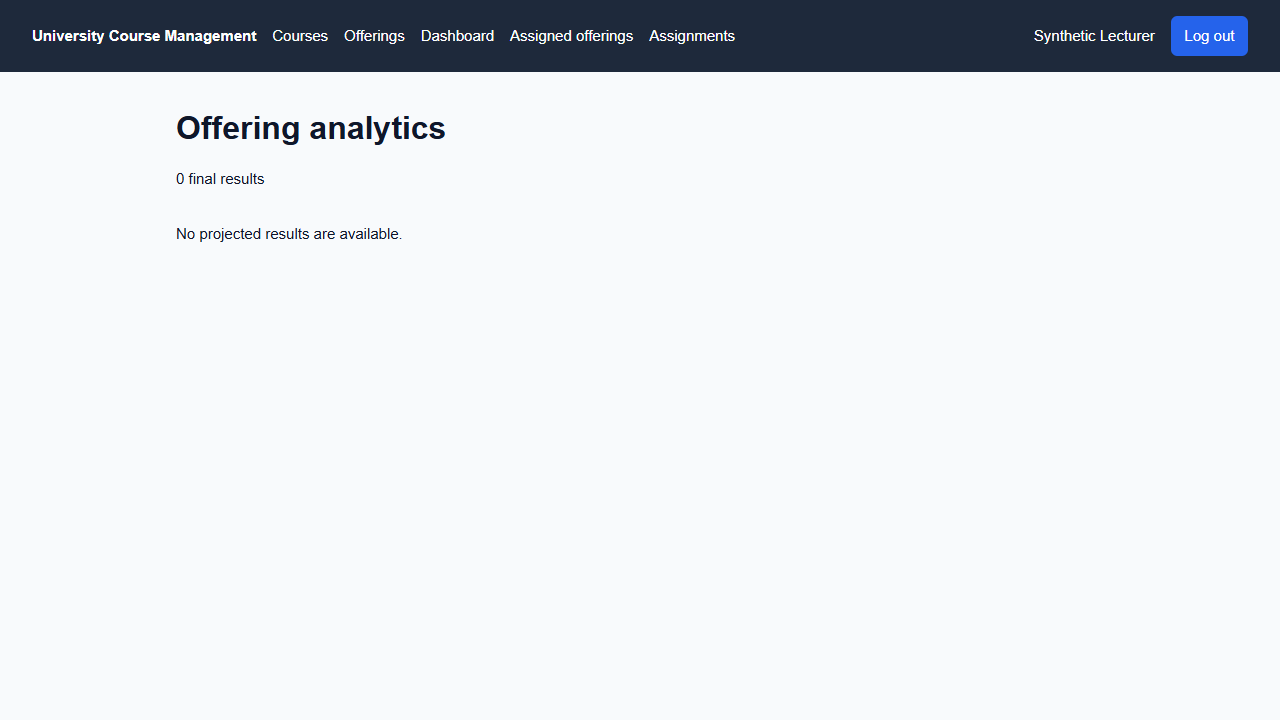 University Course Management Courses Offerings Dashboard Assigned offerings Assignments Synthetic Lecturer Log out
Offering analytics
0 final results
No projected results are available.